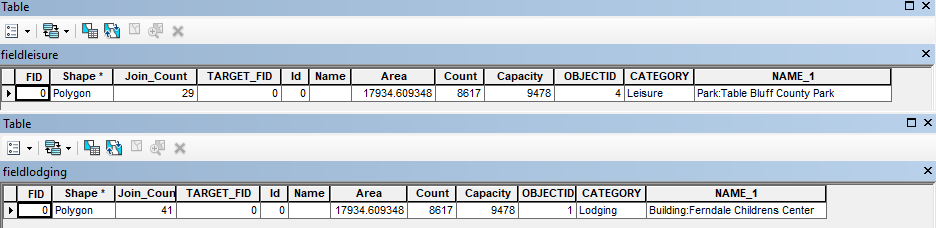 Table
fieldleisure
FID Shape * Join_Count TARGET_FID Id Name Area Count Capacity OBJECTID CATEGORY NAME_1
0 Polygon 29 0 0 17934.609348 8617 9478 4 Leisure Park:Table Bluff County Park
Table
fieldlodging
FID Shape * Join_Coun TARGET_FID Id Name Area Count Capacity OBJECTID CATEGORY NAME_1
0 Polygon 41 0 0 17934.609348 8617 9478 1 Lodging Building:Ferndale Childrens Center